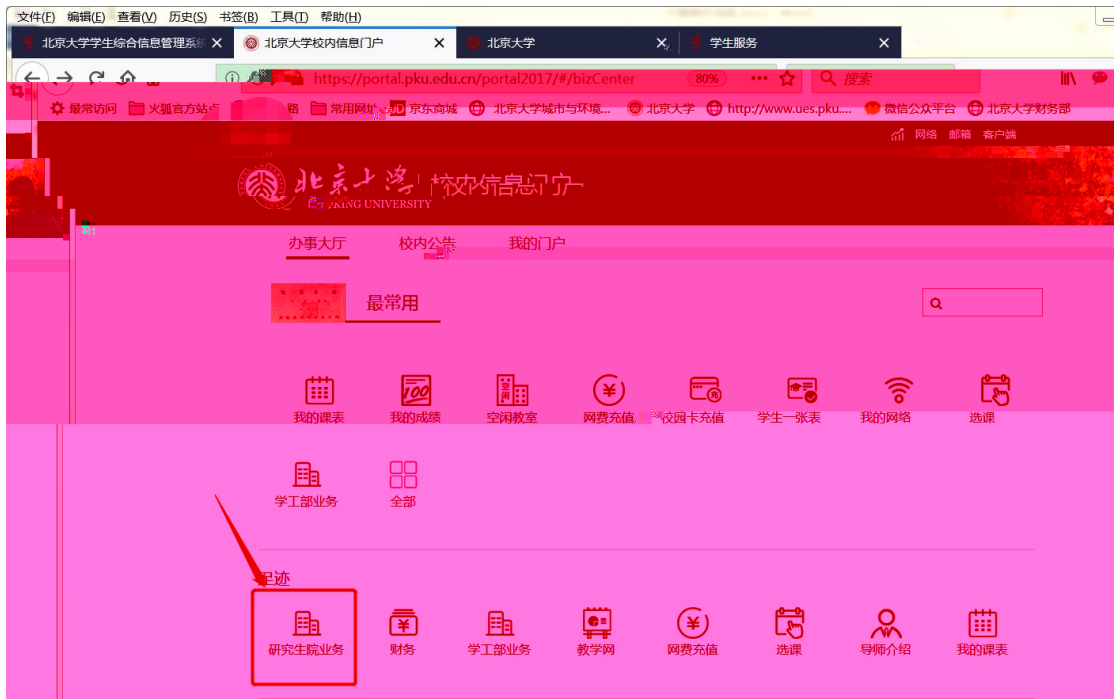 文件(F) 编辑(E) 查看(V) 历史(S) 书签(B) 工具(T) 帮助(H)
北京大学学生综合信息管理系统 北京大学校内信息门户 北京大学 学生服务
https://portal.pku.edu.cn/portal2017/#/bizCenter 80% 搜索
最常访问 火狐官方站点 常用网址 JD 京东商城 北京大学城市与环境... 北京大学 http://www.ues.pku.... 微信公众平台 北京大学财务部
网络 邮箱 客户端
北京大学 校内信息门户
PEKING UNIVERSITY
办事大厅 校内公告 我的门户
最常用
100 空闲
我的课表 我的成绩 空闲教室 网费充值 校园卡充值 学生一张表 我的网络 选课
学工部业务 全部
足迹
研究生院业务 财务 学工部业务 教学网 网费充值 选课 导师介绍 我的课表